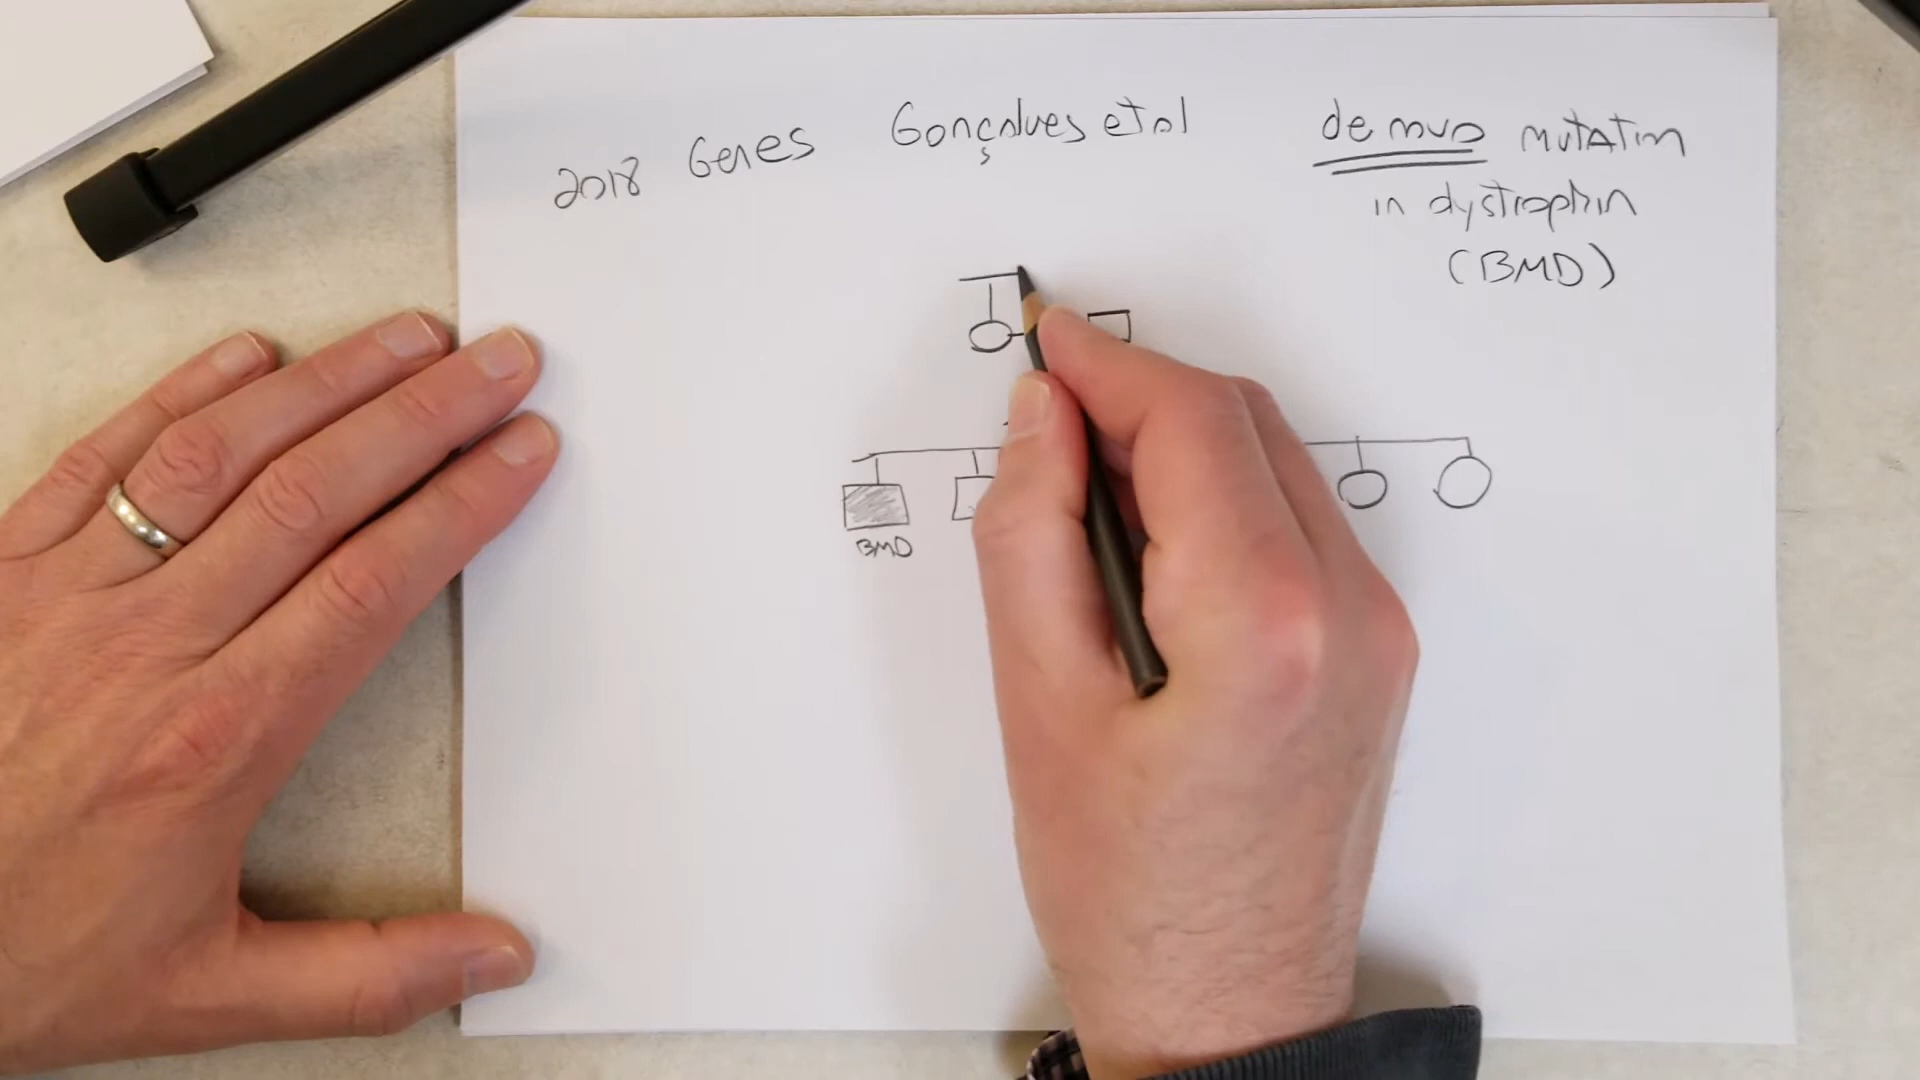 2018 Genes Gonçalves et al
de novo mutation
in dystrophin
(BMD)
BMD